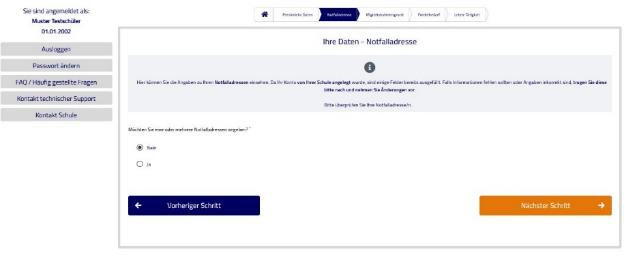 Sie sind angemeldet als:
Muster Testschüler
01.01.2002
Ausloggen
Passwort ändern
FAQ / Häufig gestellte Fragen
Kontakt technischer Support
Kontakt Schule
Persönliche Daten Notfalladresse Migrationshintergrund Förderbedarf Letzte Tätigkeit
Ihre Daten - Notfalladresse
Hier können Sie die Angaben zu Ihren Notfalladressen einsehen. Da Ihr Konto von Ihrer Schule angelegt wurde, sind einige Felder bereits ausgefüllt. Falls Informationen fehlen sollten oder Angaben inkorrekt sind, tragen Sie diese
bitte nach und nehmen Sie Änderungen vor.
Bitte überprüfen Sie Ihre Notfalladresse/n.
Möchten Sie eine oder mehrere Notfalladressen angeben? *
Nein
Ja
Vorheriger Schritt
Nächster Schritt